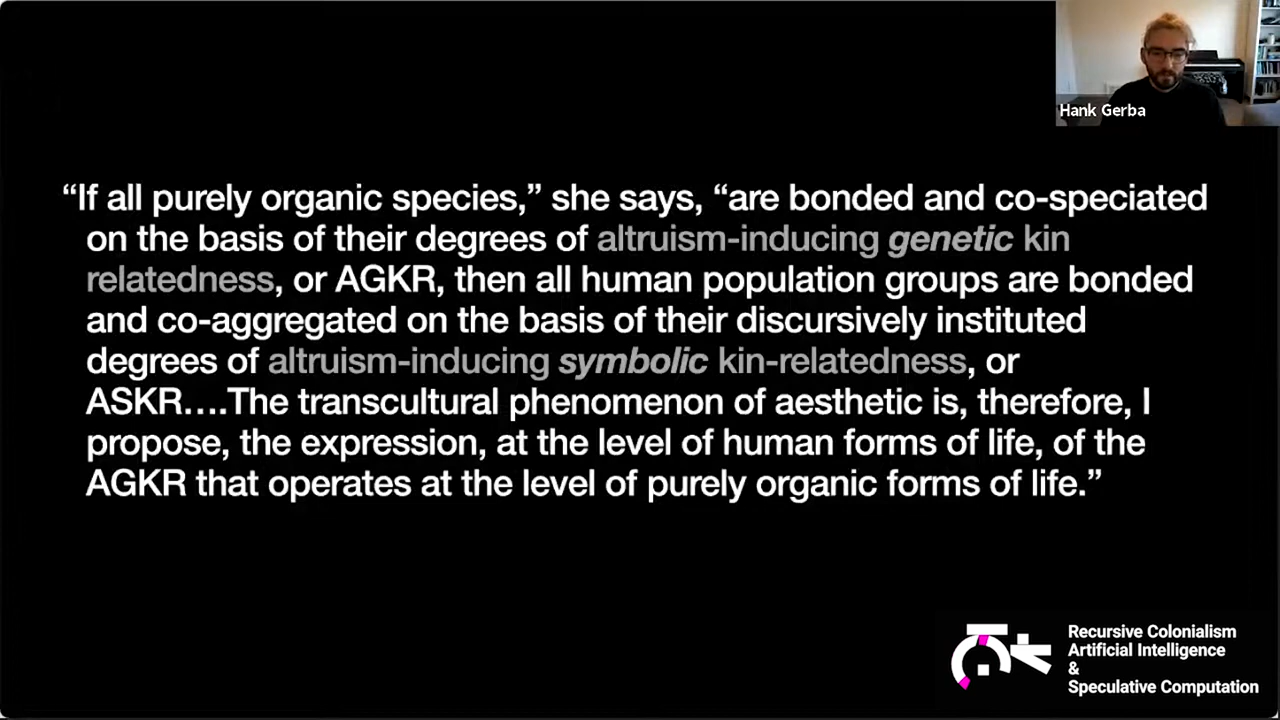 Hank Gerba
“If all purely organic species,” she says, “are bonded and co-speciated
on the basis of their degrees of altruism-inducing genetic kin
relatedness, or AGKR, then all human population groups are bonded
and co-aggregated on the basis of their discursively instituted
degrees of altruism-inducing symbolic kin-relatedness, or
ASKR….The transcultural phenomenon of aesthetic is, therefore, I
propose, the expression, at the level of human forms of life, of the
AGKR that operates at the level of purely organic forms of life.”
Recursive Colonialism
Artificial Intelligence
&
Speculative Computation